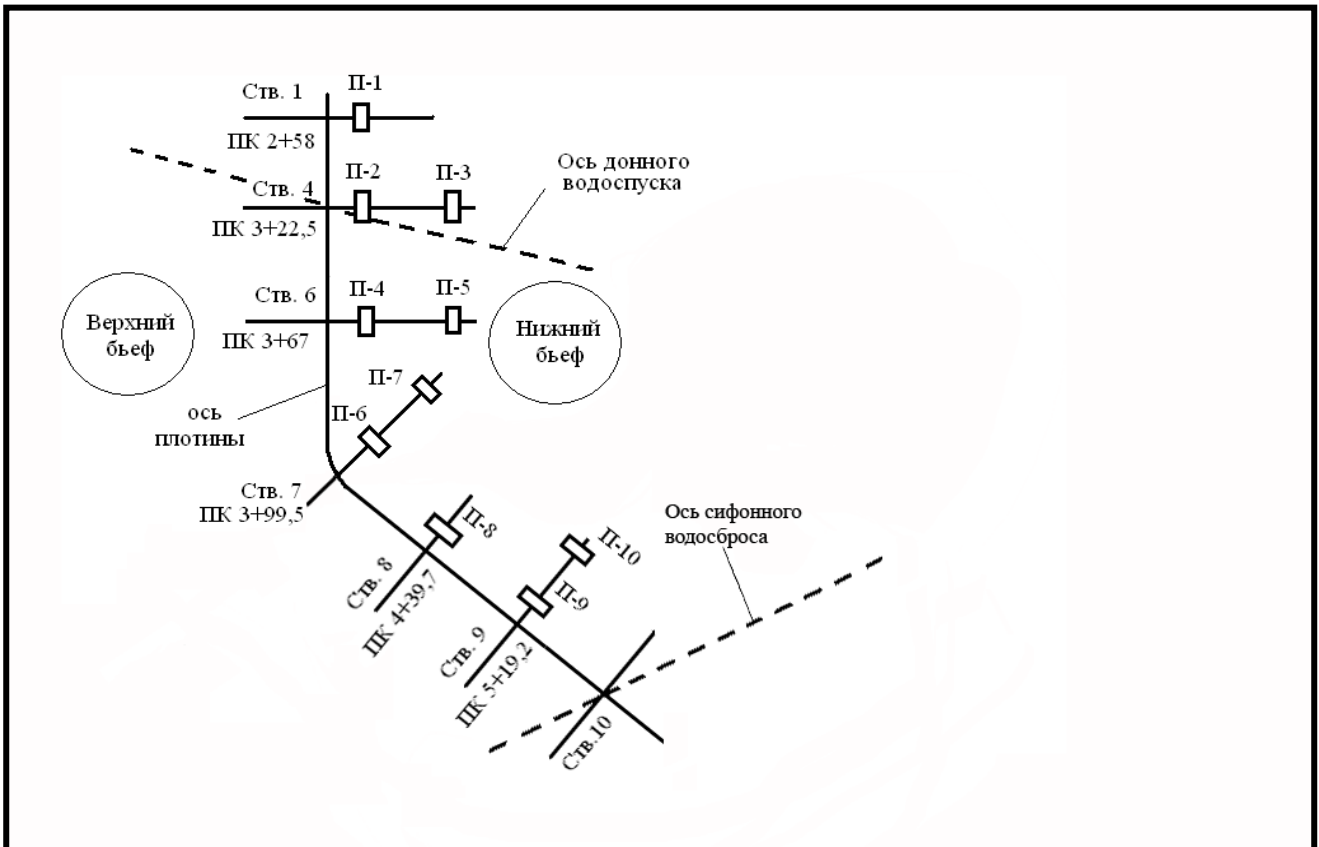 Ств. 1
П-1
ПК 2+58
Ств. 4
П-2
П-3
ПК 3+22,5
Ось донного
водоспуска
Ств. 6
П-4
П-5
ПК 3+67
Верхний
бьеф
Нижний
бьеф
ось
плотины
П-6
П-7
Ств. 7
ПК 3+99,5
Ств. 8
П-8
ПК 4+39,7
Ств. 9
П-9
П-10
ПК 5+19,2
Ств.10
Ось сифонного
водосброса